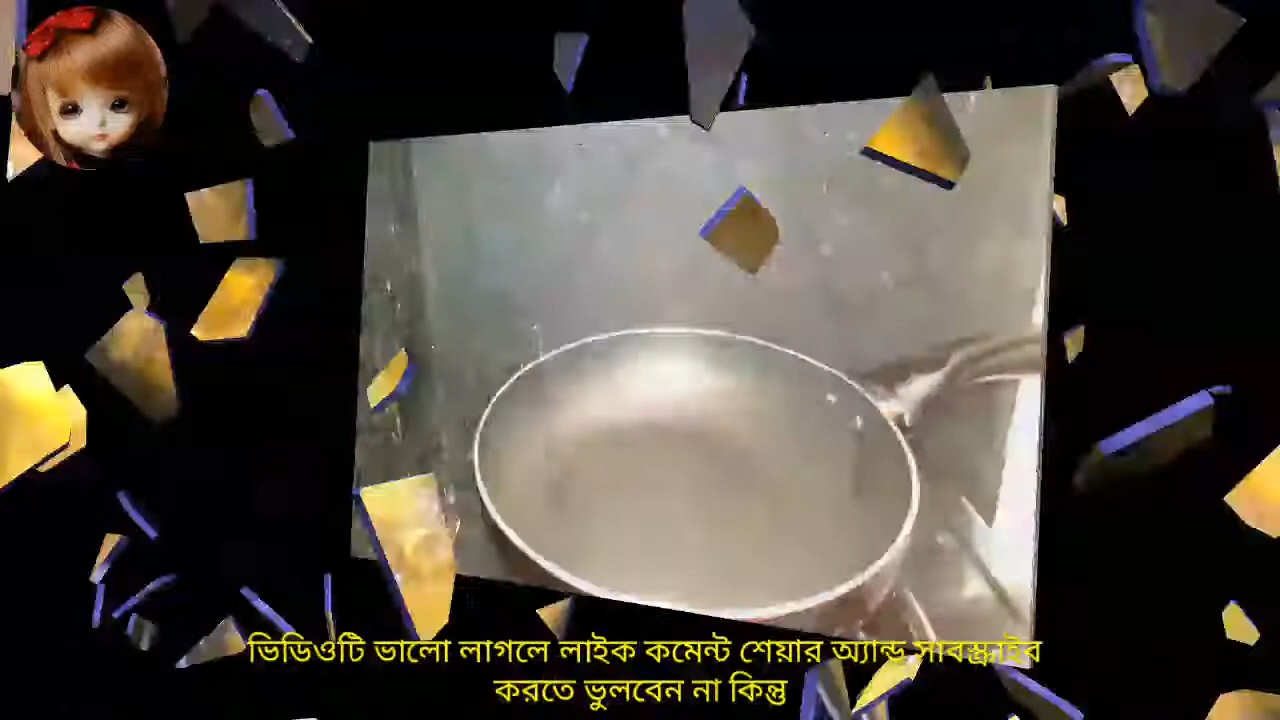 ভিডিওটি ভালো লাগলে লাইক কমেন্ট শেয়ার অ্যান্ড সাবস্ক্রাইব
করতে ভুলবেন না কিন্তু